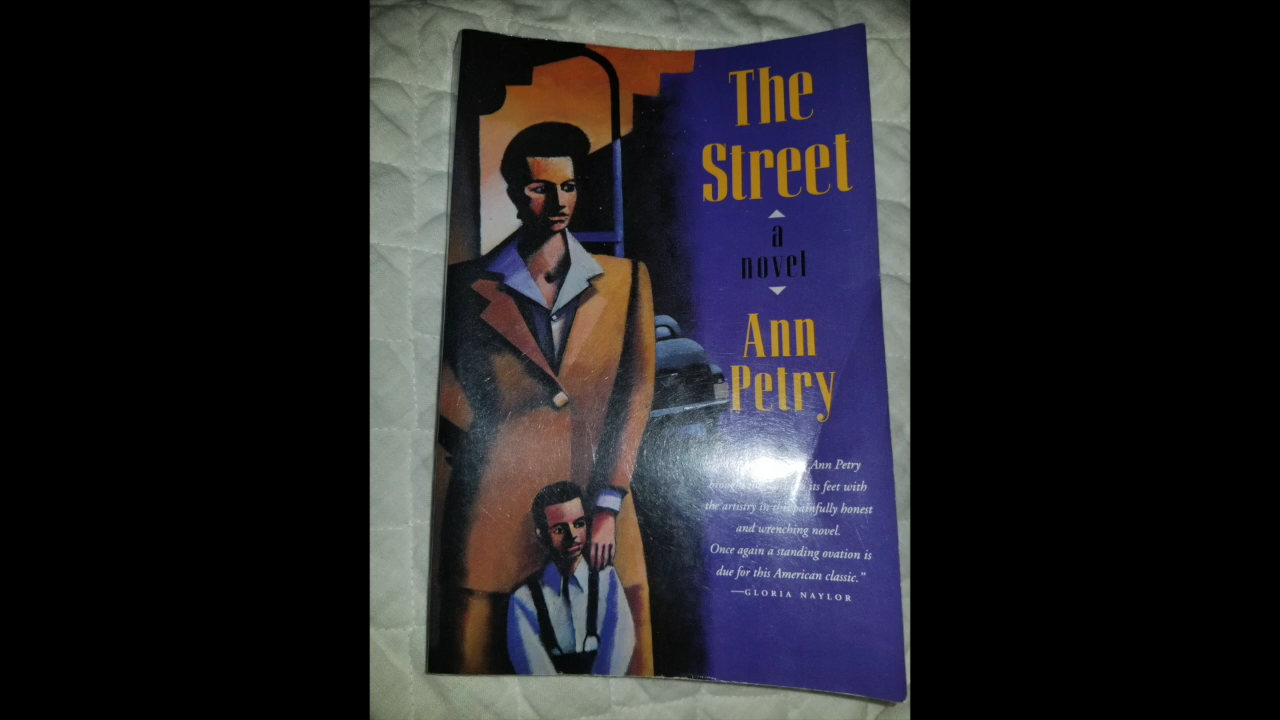 The
Street
a
novel
Ann
Petry
Ann Petry
its feet with
the artistry in this painfully honest
and wrenching novel.
Once again a standing ovation is
due for this American classic.”
—GLORIA NAYLOR